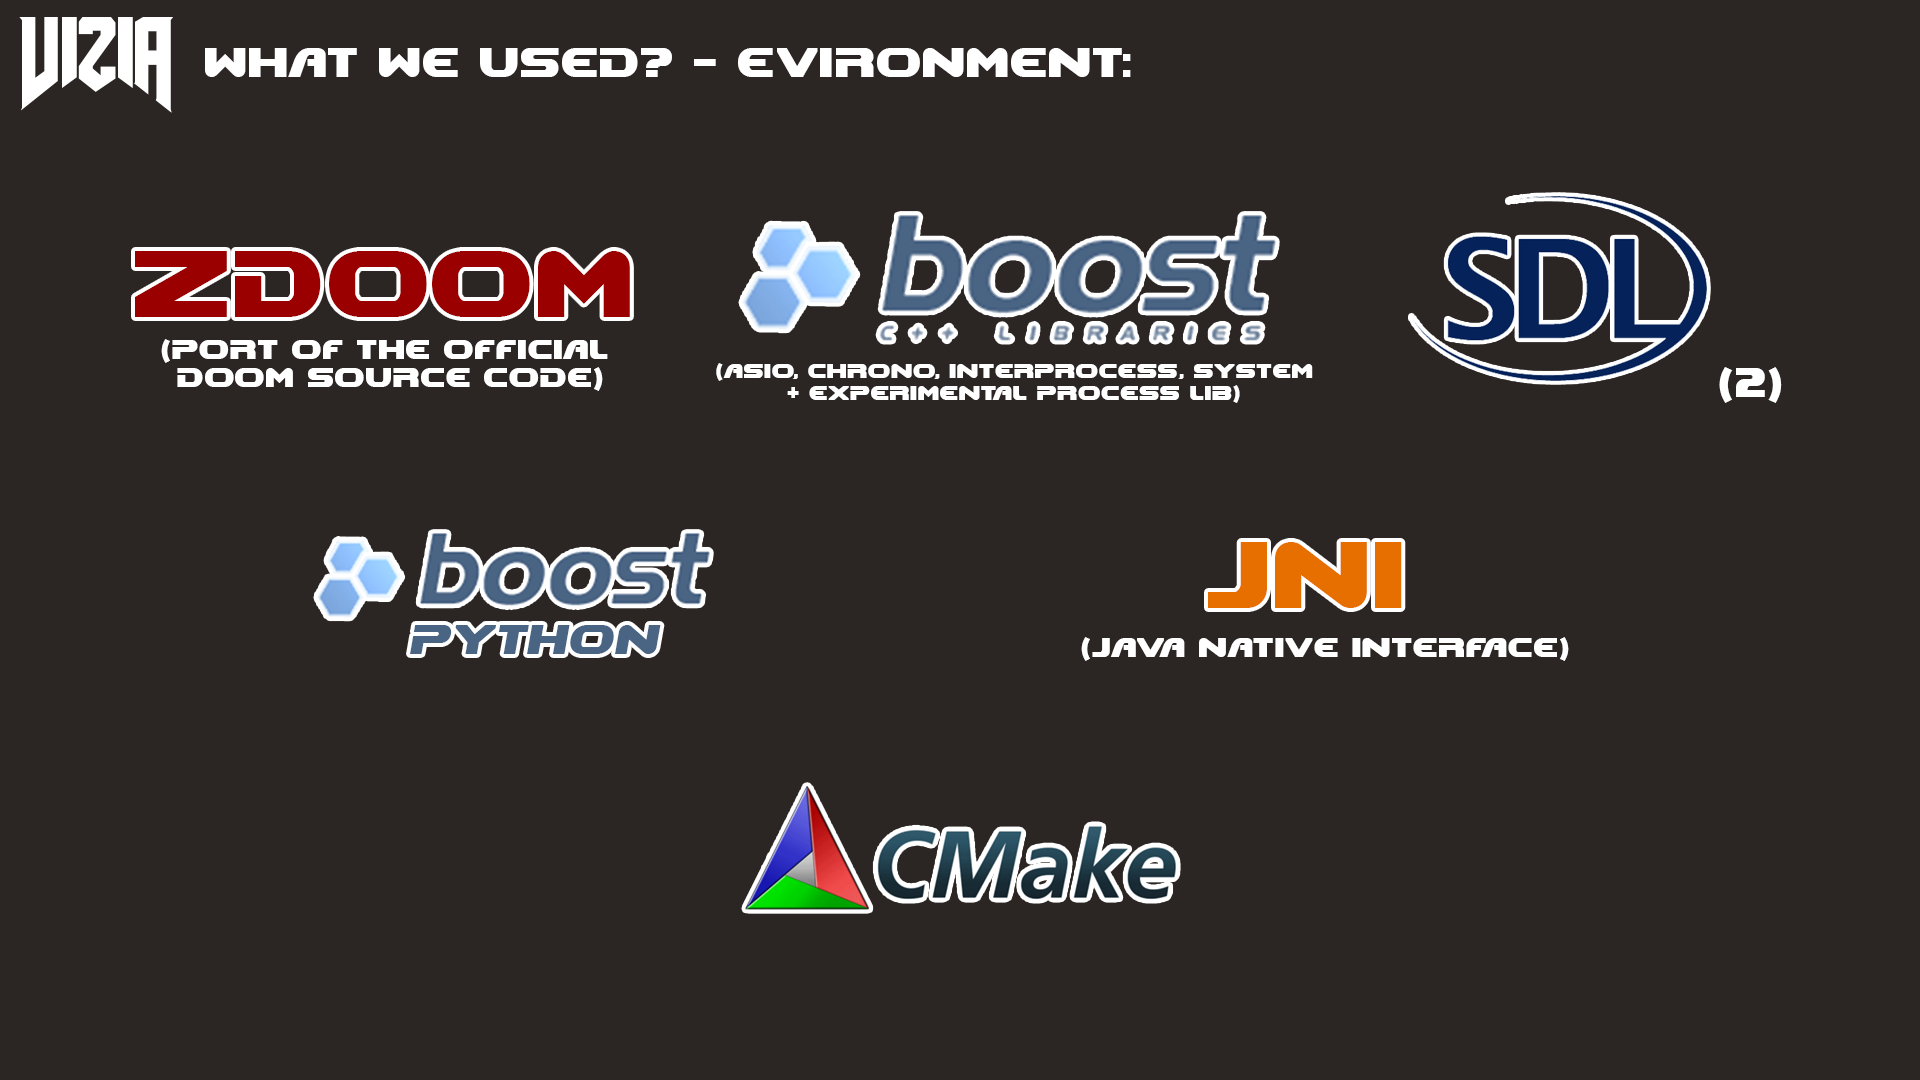 VIZIA
WHAT WE USED? - EVIRONMENT:
ZDOOM
(PORT OF THE OFFICIAL
DOOM SOURCE CODE)
boost
C++ LIBRARIES
(ASIO, CHRONO, INTERPROCESS, SYSTEM
+ EXPERIMENTAL PROCESS LIB)
SDL
(2)
boost
PYTHON
JNI
(JAVA NATIVE INTERFACE)
CMake